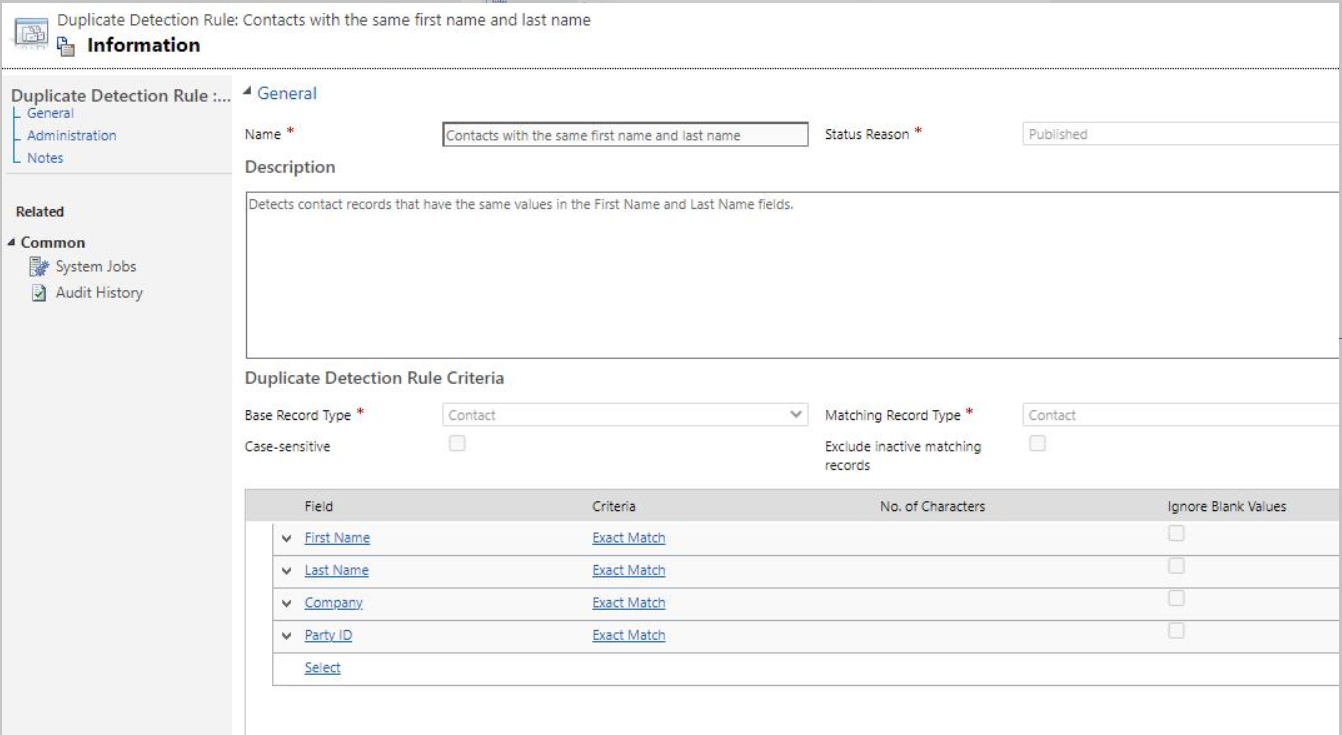 Duplicate Detection Rule: Contacts with the same first name and last name
Information
Duplicate Detection Rule :...
General
Administration
Notes
Related
Common
System Jobs
Audit History
General
Name *
Contacts with the same first name and last name
Status Reason *
Published
Description
Detects contact records that have the same values in the First Name and Last Name fields.
Duplicate Detection Rule Criteria
Base Record Type *
Contact
Matching Record Type *
Contact
Case-sensitive
Exclude inactive matching
records
Field Criteria No. of Characters Ignore Blank Values
First Name Exact Match
Last Name Exact Match
Company Exact Match
Party ID Exact Match
Select